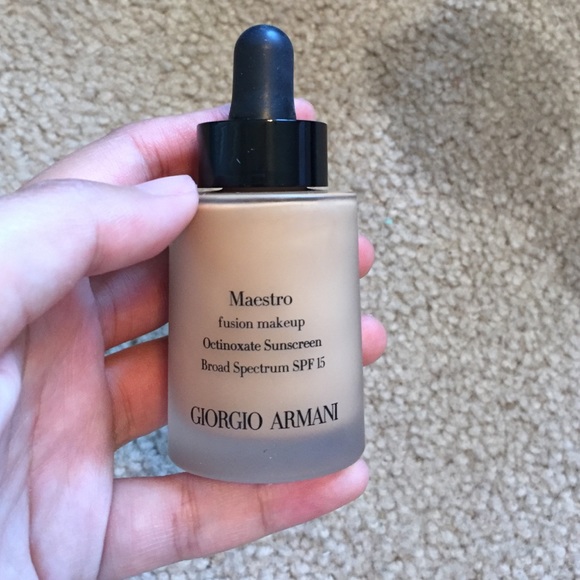 Maestro
fusion makeup
Octinoxate Sunscreen
Broad Spectrum SPF 15
GIORGIO ARMANI